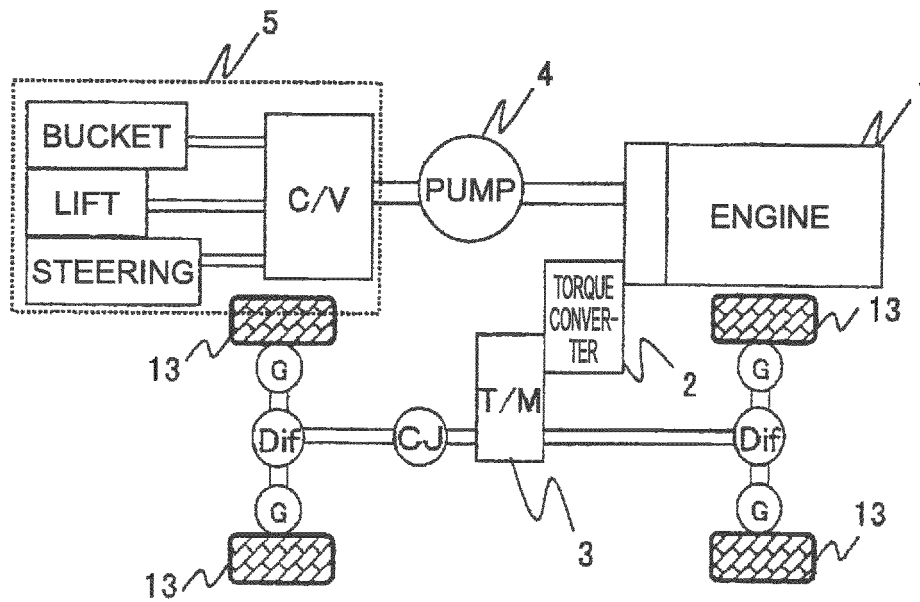 5
4
BUCKET
LIFT
STEERING
C/V
PUMP
ENGINE
TORQUE
CONVER-
TER
13
13
2
G
G
T/M
Dif
CJ
Dif
G
G
3
13
13